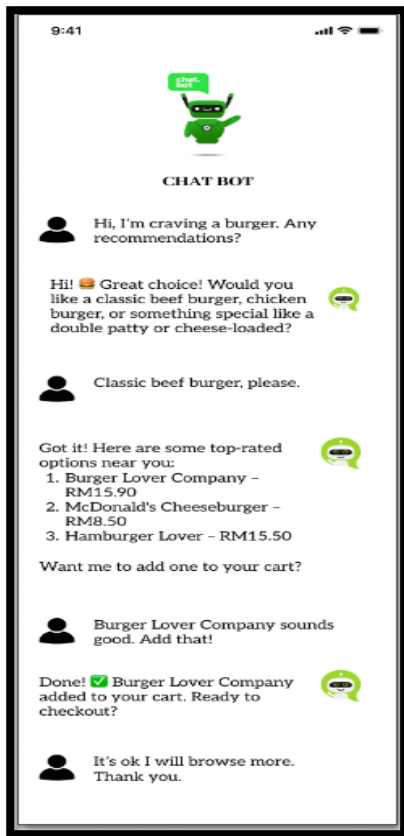 9:41
chat.
bot
CHAT BOT
Hi, I'm craving a burger. Any
recommendations?
Hi! 🍔 Great choice! Would you
like a classic beef burger, chicken
burger, or something special like a
double patty or cheese-loaded?
Classic beef burger, please.
Got it! Here are some top-rated
options near you:
1. Burger Lover Company –
RM15.90
2. McDonald's Cheeseburger –
RM8.50
3. Hamburger Lover – RM15.50
Want me to add one to your cart?
Burger Lover Company sounds
good. Add that!
Done! ✅ Burger Lover Company
added to your cart. Ready to
checkout?
It's ok I will browse more.
Thank you.